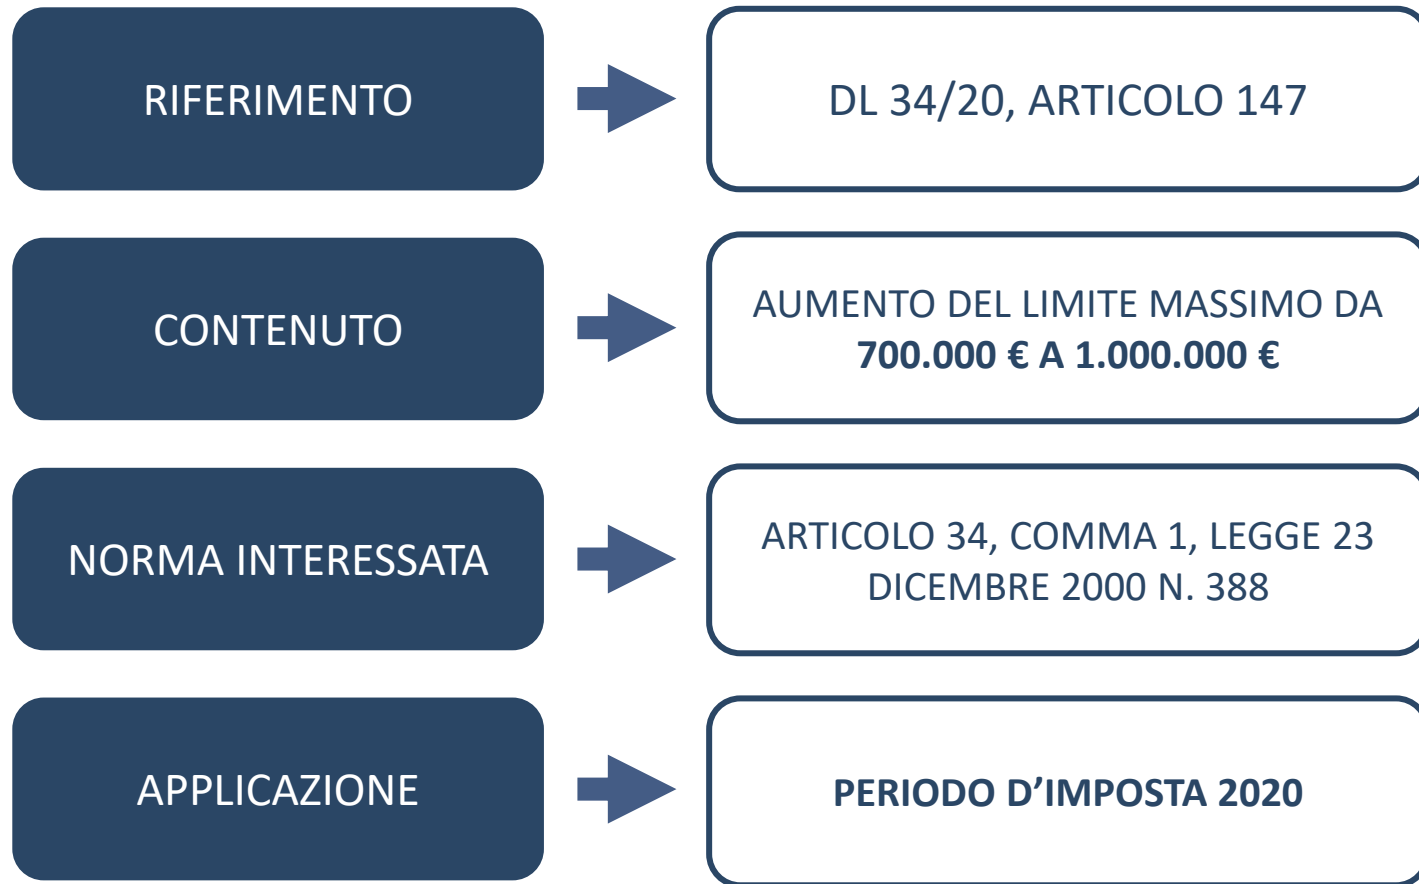 RIFERIMENTO
DL 34/20, ARTICOLO 147
CONTENUTO
AUMENTO DEL LIMITE MASSIMO DA
700.000 € A 1.000.000 €
NORMA INTERESSATA
ARTICOLO 34, COMMA 1, LEGGE 23
DICEMBRE 2000 N. 388
APPLICAZIONE
PERIODO D’IMPOSTA 2020